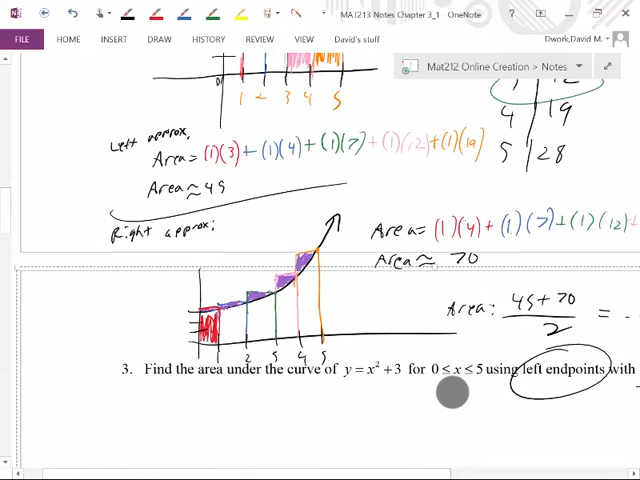 MAT213 Notes Chapter 3_1 - OneNote
Dwork,David M.
FILE HOME INSERT DRAW HISTORY REVIEW VIEW David's stuff
Mat212 Online Creation > Notes
0 1 2 3 4 5
12
4 19
5 28
Left approx.
Area = (1)(3) + (1)(4) + (1)(7) + (1)(12) + (1)(19)
Area ≈ 45
Right approx:
Area = (1)(4) + (1)(7) + (1)(12) +
Area ≈ 70
Area: 45 + 70 / 2 =
1 2 3 4 5
3. Find the area under the curve of y = x² + 3 for 0 ≤ x ≤ 5 using left endpoints with